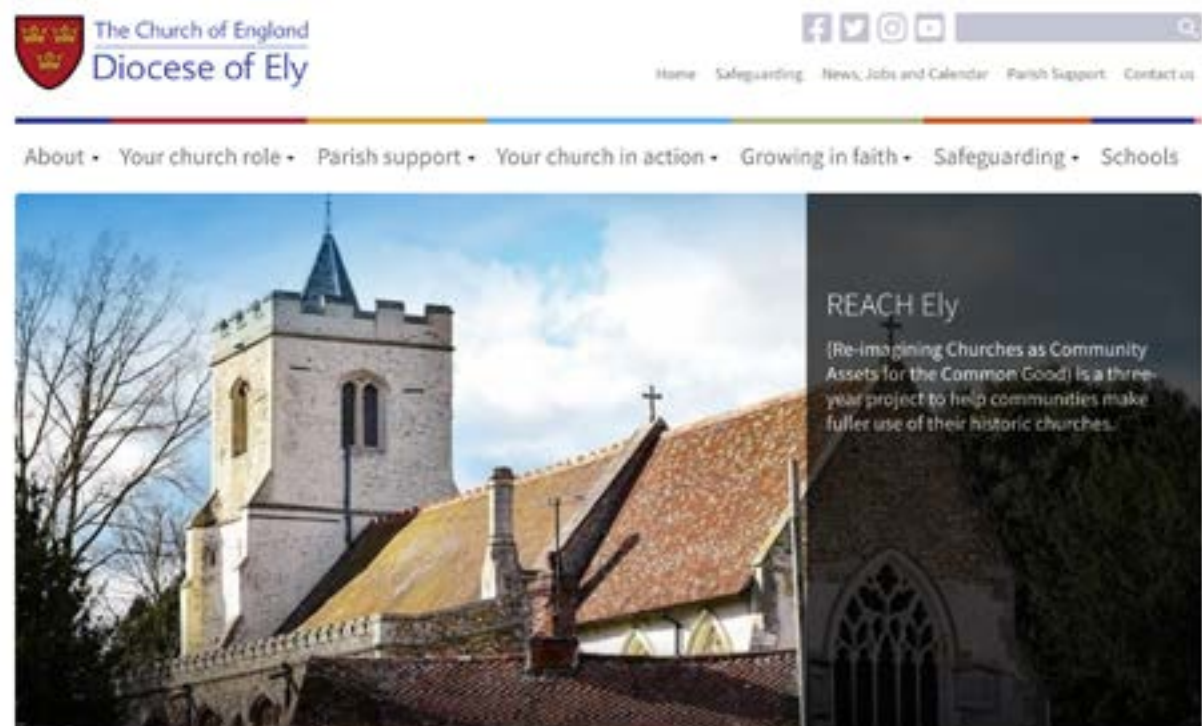 The Church of England
Diocese of Ely
Home Safeguarding News, Jobs and Calendar Parish Support Contact us
About Your church role Parish support Your church in action Growing in faith Safeguarding Schools
REACH Ely
(Re-imagining Churches as Community
Assets for the Common Good) is a three-
year project to help communities make
fuller use of their historic churches.